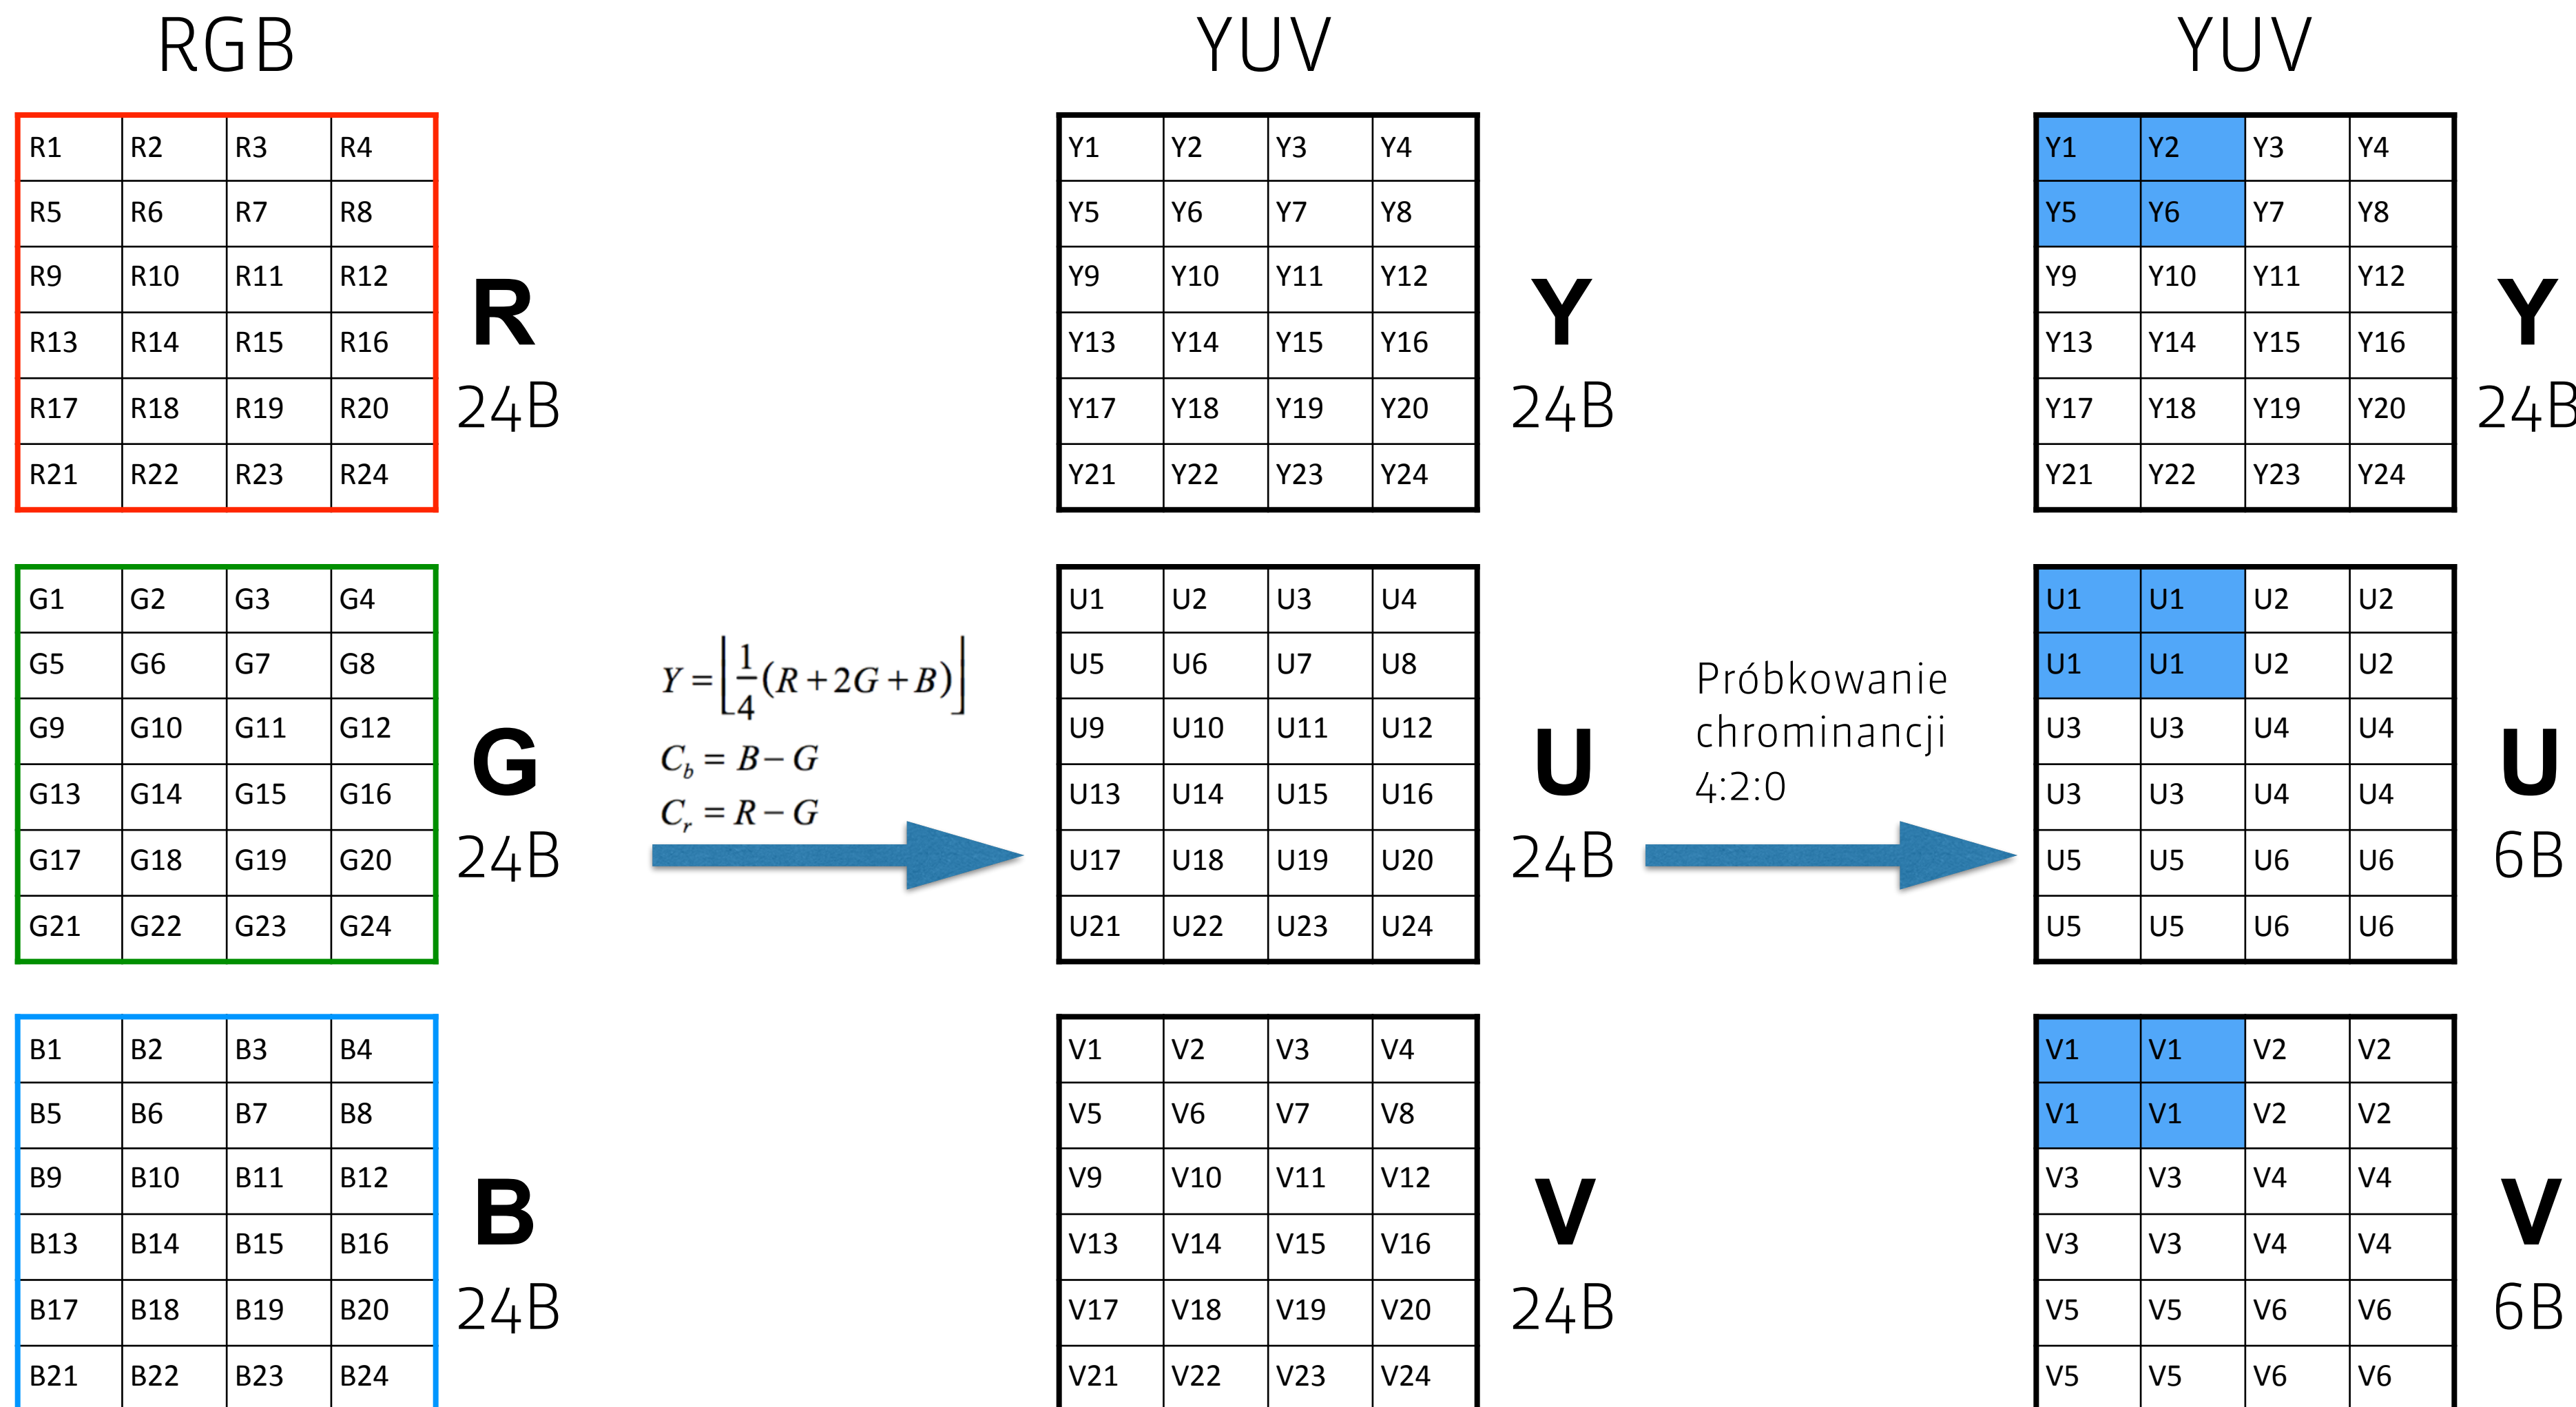 RGB
R1 R2 R3 R4
R5 R6 R7 R8
R9 R10 R11 R12
R13 R14 R15 R16
R17 R18 R19 R20
R21 R22 R23 R24
R
24B
G1 G2 G3 G4
G5 G6 G7 G8
G9 G10 G11 G12
G13 G14 G15 G16
G17 G18 G19 G20
G21 G22 G23 G24
G
24B
B1 B2 B3 B4
B5 B6 B7 B8
B9 B10 B11 B12
B13 B14 B15 B16
B17 B18 B19 B20
B21 B22 B23 B24
B
24B
Y = ⌊1/4 (R + 2G + B)⌋
C_b = B − G
C_r = R − G
YUV
Y1 Y2 Y3 Y4
Y5 Y6 Y7 Y8
Y9 Y10 Y11 Y12
Y13 Y14 Y15 Y16
Y17 Y18 Y19 Y20
Y21 Y22 Y23 Y24
Y
24B
U1 U2 U3 U4
U5 U6 U7 U8
U9 U10 U11 U12
U13 U14 U15 U16
U17 U18 U19 U20
U21 U22 U23 U24
U
24B
V1 V2 V3 V4
V5 V6 V7 V8
V9 V10 V11 V12
V13 V14 V15 V16
V17 V18 V19 V20
V21 V22 V23 V24
V
24B
Próbkowanie
chrominancji
4:2:0
YUV
Y1 Y2 Y3 Y4
Y5 Y6 Y7 Y8
Y9 Y10 Y11 Y12
Y13 Y14 Y15 Y16
Y17 Y18 Y19 Y20
Y21 Y22 Y23 Y24
Y
24B
U1 U1 U2 U2
U1 U1 U2 U2
U3 U3 U4 U4
U3 U3 U4 U4
U5 U5 U6 U6
U5 U5 U6 U6
U
6B
V1 V1 V2 V2
V1 V1 V2 V2
V3 V3 V4 V4
V3 V3 V4 V4
V5 V5 V6 V6
V5 V5 V6 V6
V
6B